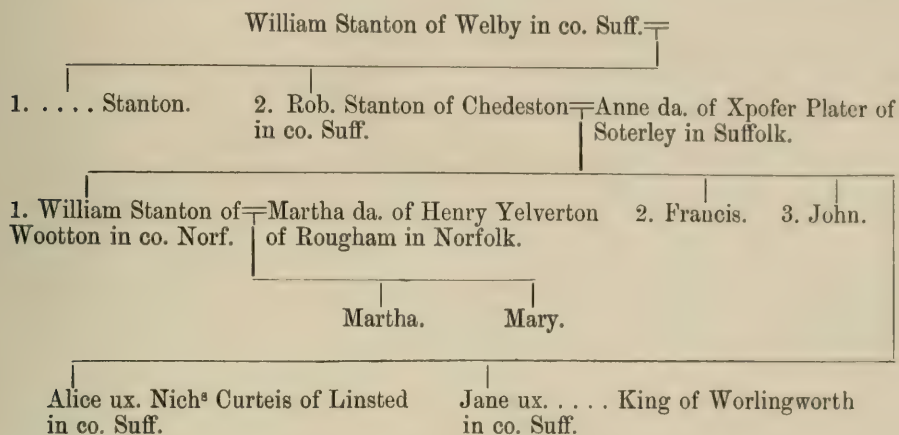 William Stanton of Welby in co. Suff.
1. . . . . Stanton.
2. Rob. Stanton of Chedeston
in co. Suff.
Anne da. of Xpofer Plater of
Soterley in Suffolk.
1. William Stanton of
Wootton in co. Norf.
Martha da. of Henry Yelverton
of Rougham in Norfolk.
2. Francis.
3. John.
Martha.
Mary.
Alice ux. Nichˢ Curteis of Linsted
in co. Suff.
Jane ux. . . . . King of Worlingworth
in co. Suff.